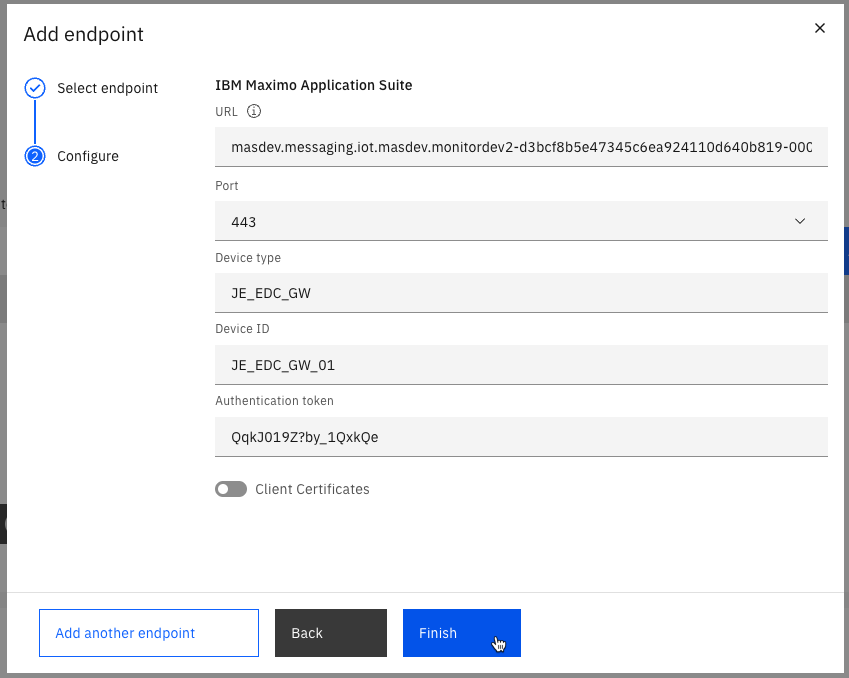 Add endpoint
Select endpoint
2 Configure
IBM Maximo Application Suite
URL
masdev.messaging.iot.masdev.monitordev2-d3bcf8b5e47345c6ea924110d640b819-000
Port
443
Device type
JE_EDC_GW
Device ID
JE_EDC_GW_01
Authentication token
QqkJ019Z?by_1QxkQe
Client Certificates
Add another endpoint
Back
Finish